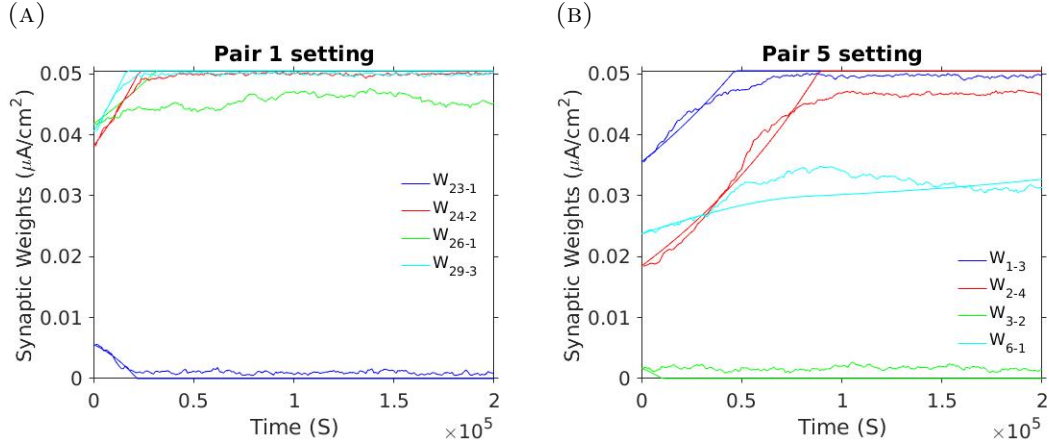 (A)
Pair 1 setting
Synaptic Weights (μA/cm²)
0.05
0.04
0.03
0.02
0.01
0
W23-1
W24-2
W26-1
W29-3
0 0.5 1 1.5 2
Time (S)
×10⁵
(B)
Pair 5 setting
Synaptic Weights (μA/cm²)
0.05
0.04
0.03
0.02
0.01
0
W1-3
W2-4
W3-2
W6-1
0 0.5 1 1.5 2
Time (S)
×10⁵